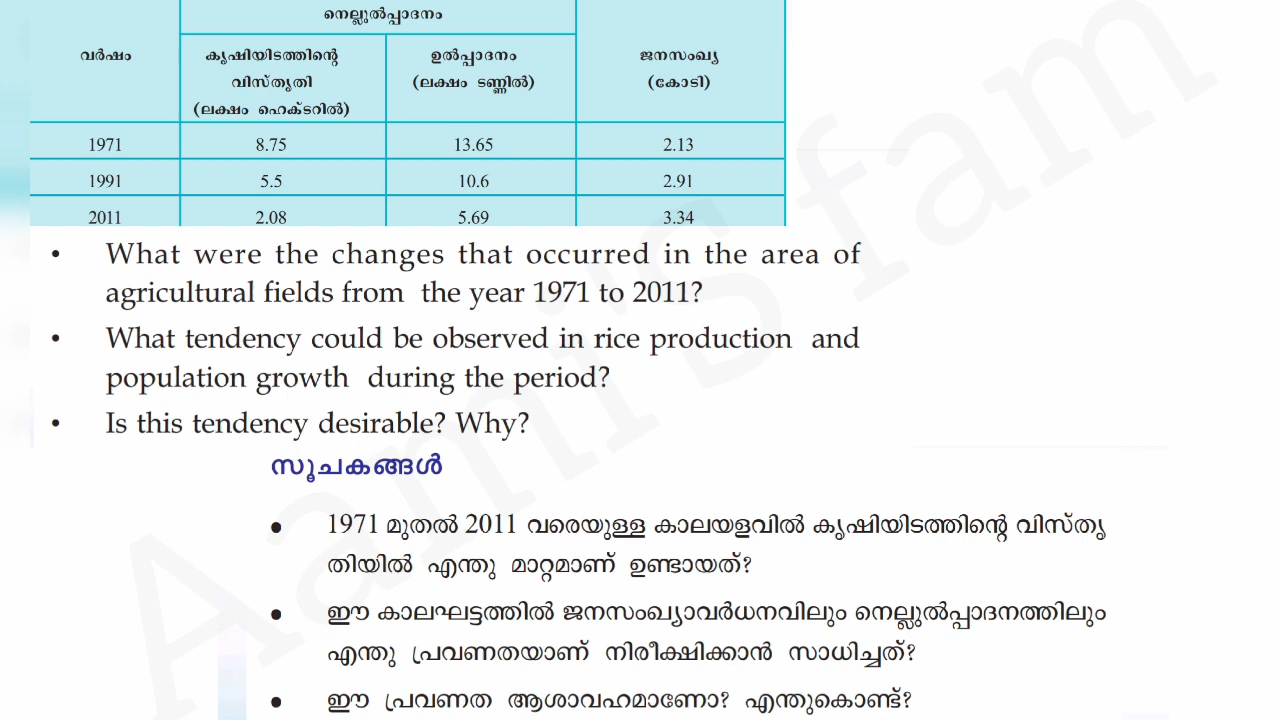 നെല്ലുൽപ്പാദനം
വർഷം കൃഷിയിടത്തിന്റെ ഉൽപ്പാദനം ജനസംഖ്യ
വിസ്തൃതി (ലക്ഷം ടണ്ണിൽ) (കോടി)
(ലക്ഷം ഹെക്ടറിൽ)
1971 8.75 13.65 2.13
1991 5.5 10.6 2.91
2011 2.08 5.69 3.34
• What were the changes that occurred in the area of
agricultural fields from the year 1971 to 2011?
• What tendency could be observed in rice production and
population growth during the period?
• Is this tendency desirable? Why?
സൂചകങ്ങൾ
• 1971 മുതൽ 2011 വരെയുള്ള കാലയളവിൽ കൃഷിയിടത്തിന്റെ വിസ്തൃ
തിയിൽ എന്തു മാറ്റമാണ് ഉണ്ടായത്?
• ഈ കാലഘട്ടത്തിൽ ജനസംഖ്യാവർധനവിലും നെല്ലുൽപ്പാദനത്തിലും
എന്തു പ്രവണതയാണ് നിരീക്ഷിക്കാൻ സാധിച്ചത്?
• ഈ പ്രവണത ആശാവഹമാണോ? എന്തുകൊണ്ട്?
Aami'S fam